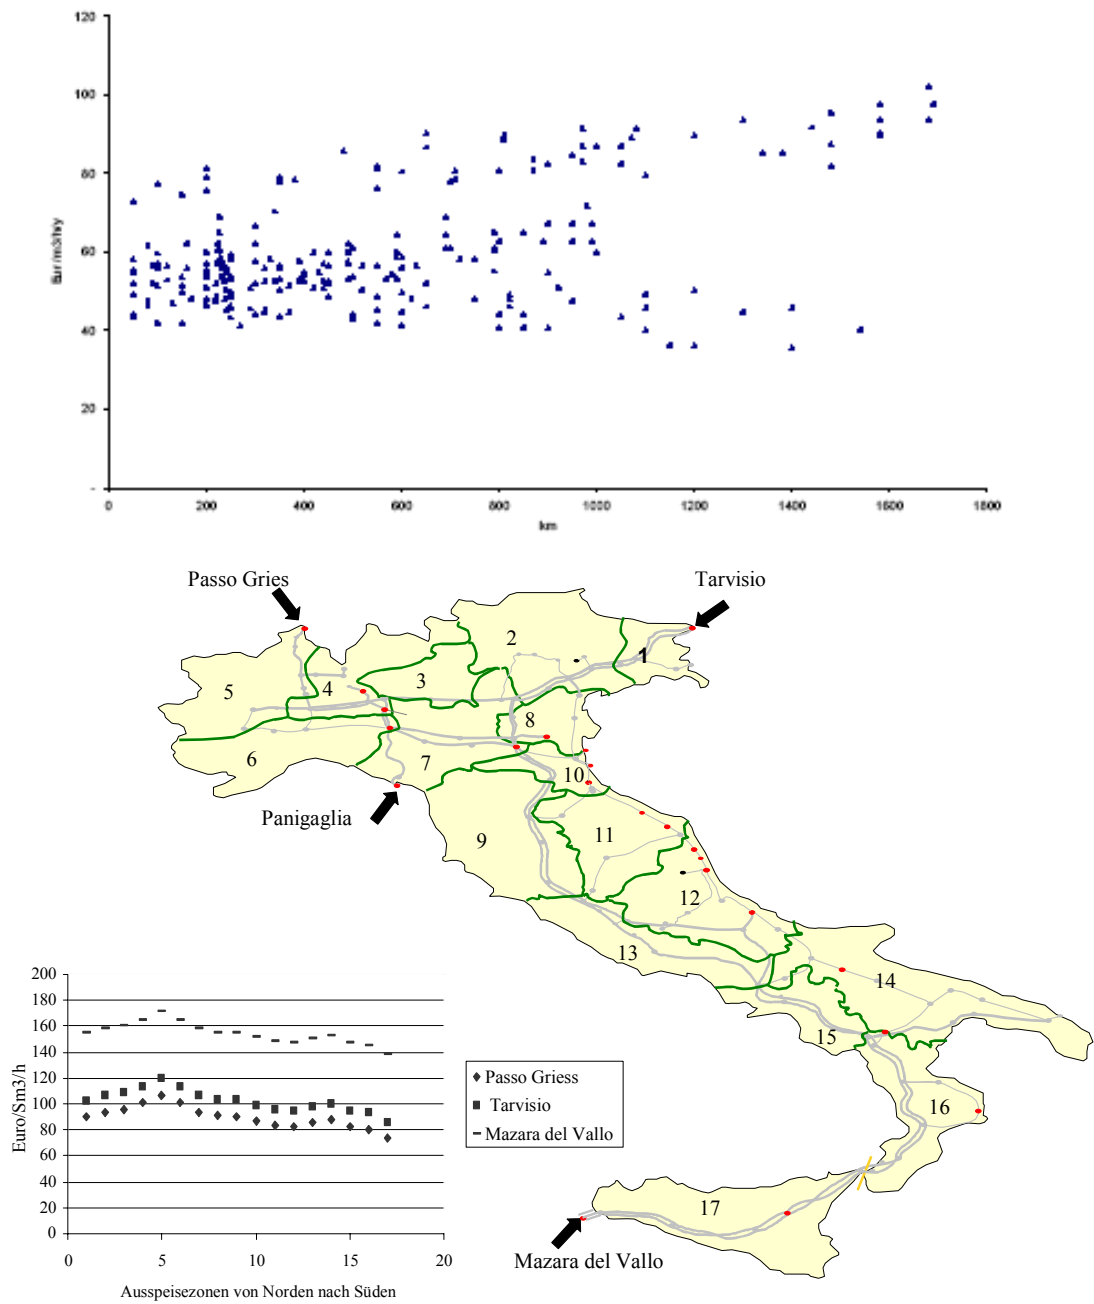 120
100
80
60
40
20
-
Eur/m3/h/y
0 200 400 600 800 1000 1200 1400 1600 1800
km
Passo Gries
Tarvisio
2
1
5
4
3
8
6
7
10
Panigaglia
9
11
12
13
14
15
16
17
Mazara del Vallo
200
180
160
140
120
100
80
60
40
20
0
Euro/Sm3/h
0 5 10 15 20
Ausspeisezonen von Norden nach Süden
Passo Griess
Tarvisio
Mazara del Vallo